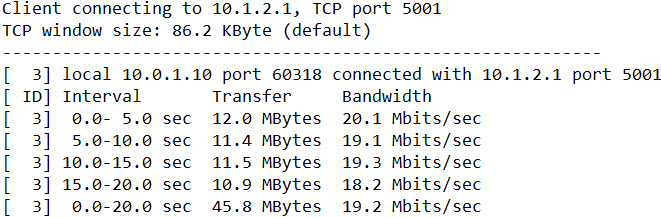 Client connecting to 10.1.2.1, TCP port 5001
TCP window size: 86.2 KByte (default)
------------------------------------------------------------
[  3] local 10.0.1.10 port 60318 connected with 10.1.2.1 port 5001
[ ID] Interval       Transfer     Bandwidth
[  3]  0.0- 5.0 sec  12.0 MBytes  20.1 Mbits/sec
[  3]  5.0-10.0 sec  11.4 MBytes  19.1 Mbits/sec
[  3] 10.0-15.0 sec  11.5 MBytes  19.3 Mbits/sec
[  3] 15.0-20.0 sec  10.9 MBytes  18.2 Mbits/sec
[  3]  0.0-20.0 sec  45.8 MBytes  19.2 Mbits/sec